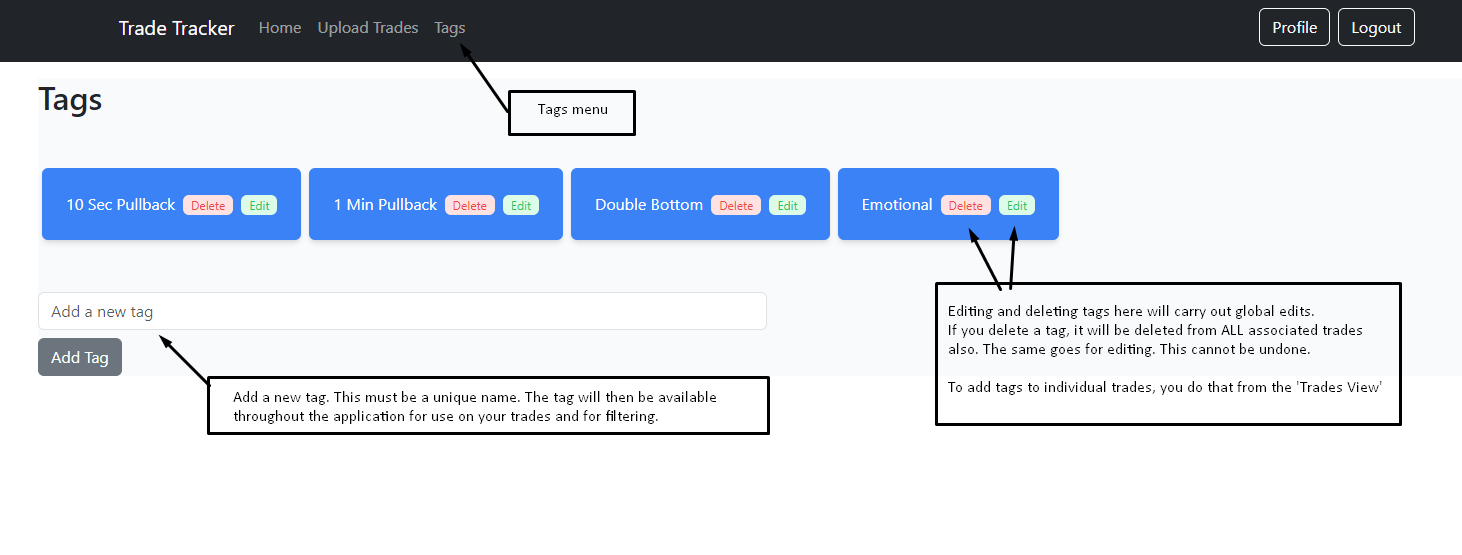 Trade Tracker Home Upload Trades Tags Profile Logout
Tags
Tags menu
10 Sec Pullback Delete Edit 1 Min Pullback Delete Edit Double Bottom Delete Edit Emotional Delete Edit
Add a new tag
Add Tag
Editing and deleting tags here will carry out global edits.
If you delete a tag, it will be deleted from ALL associated trades
also. The same goes for editing. This cannot be undone.
To add tags to individual trades, you do that from the 'Trades View'
Add a new tag. This must be a unique name. The tag will then be available
throughout the application for use on your trades and for filtering.